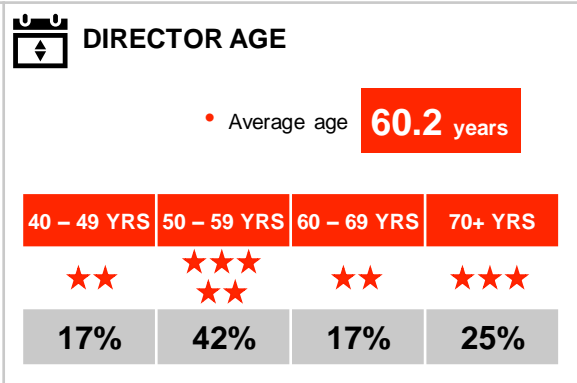 DIRECTOR AGE
• Average age 60.2 years
40 – 49 YRS 50 – 59 YRS 60 – 69 YRS 70+ YRS
17% 42% 17% 25%